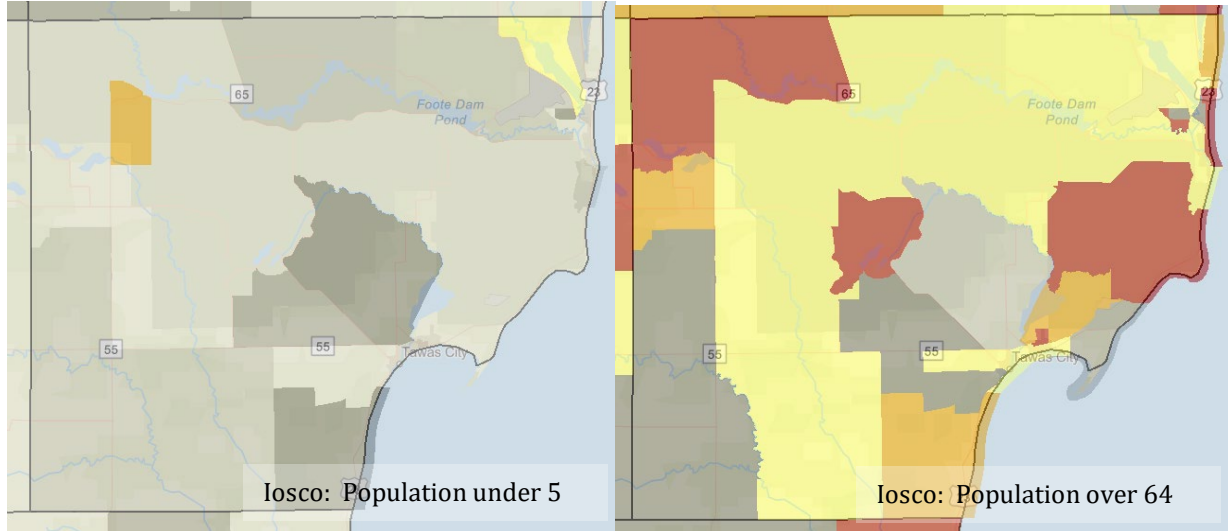 65
Foote Dam
Pond
23
55
55
Tawas City
Iosco: Population under 5
65
Foote Dam
Pond
23
55
55
Tawas City
Iosco: Population over 64